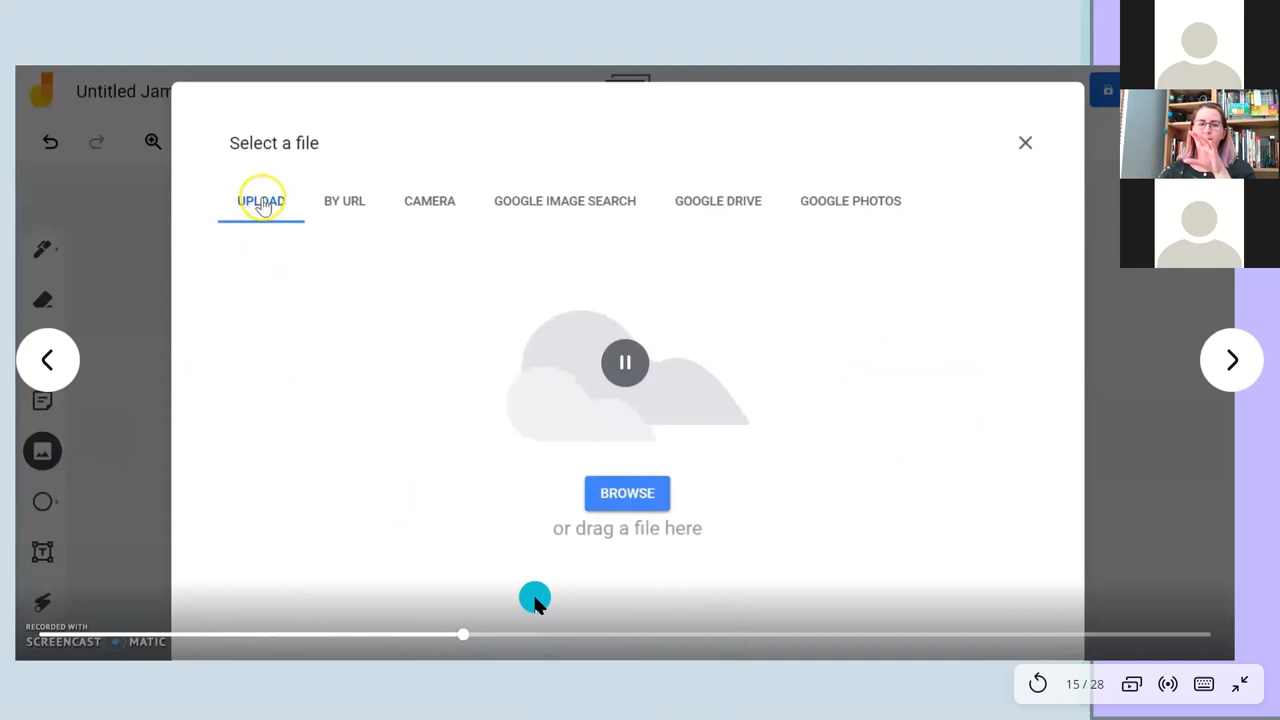 Untitled Jam
Select a file
UPLOAD
BY URL
CAMERA
GOOGLE IMAGE SEARCH
GOOGLE DRIVE
GOOGLE PHOTOS
BROWSE
or drag a file here
RECORDED WITH
SCREENCAST MATIC
15 / 28